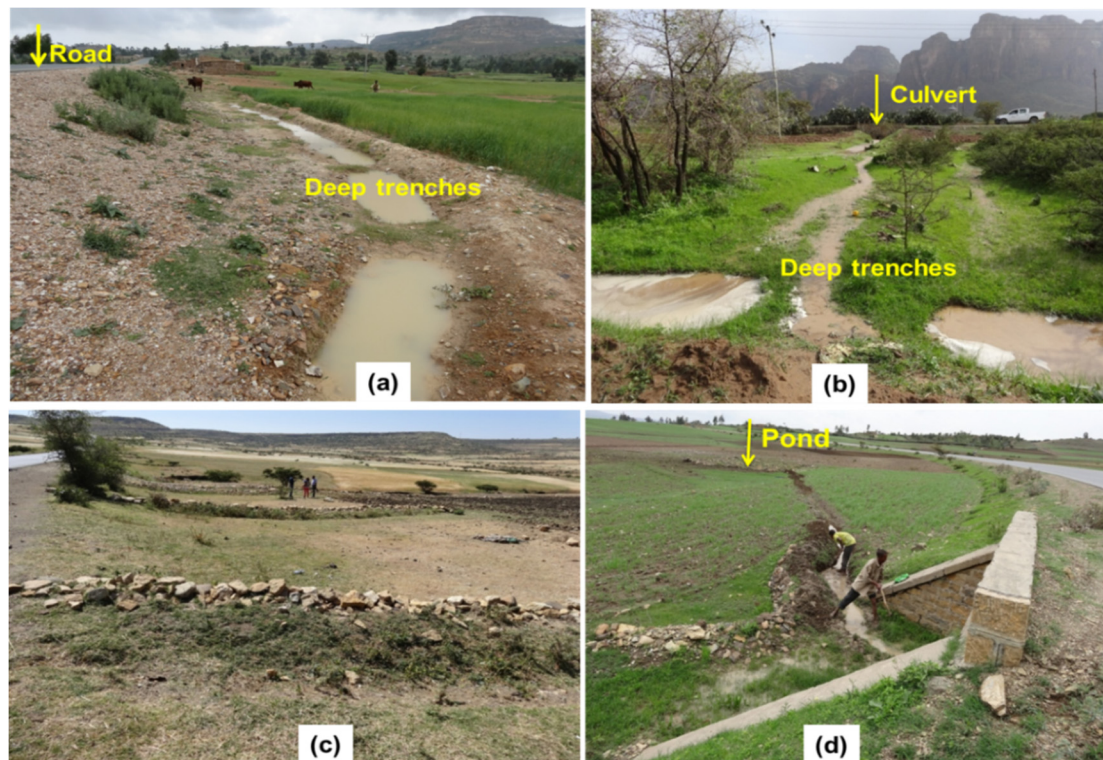 Road
Deep trenches
(a)
Culvert
Deep trenches
(b)
(c)
Pond
(d)